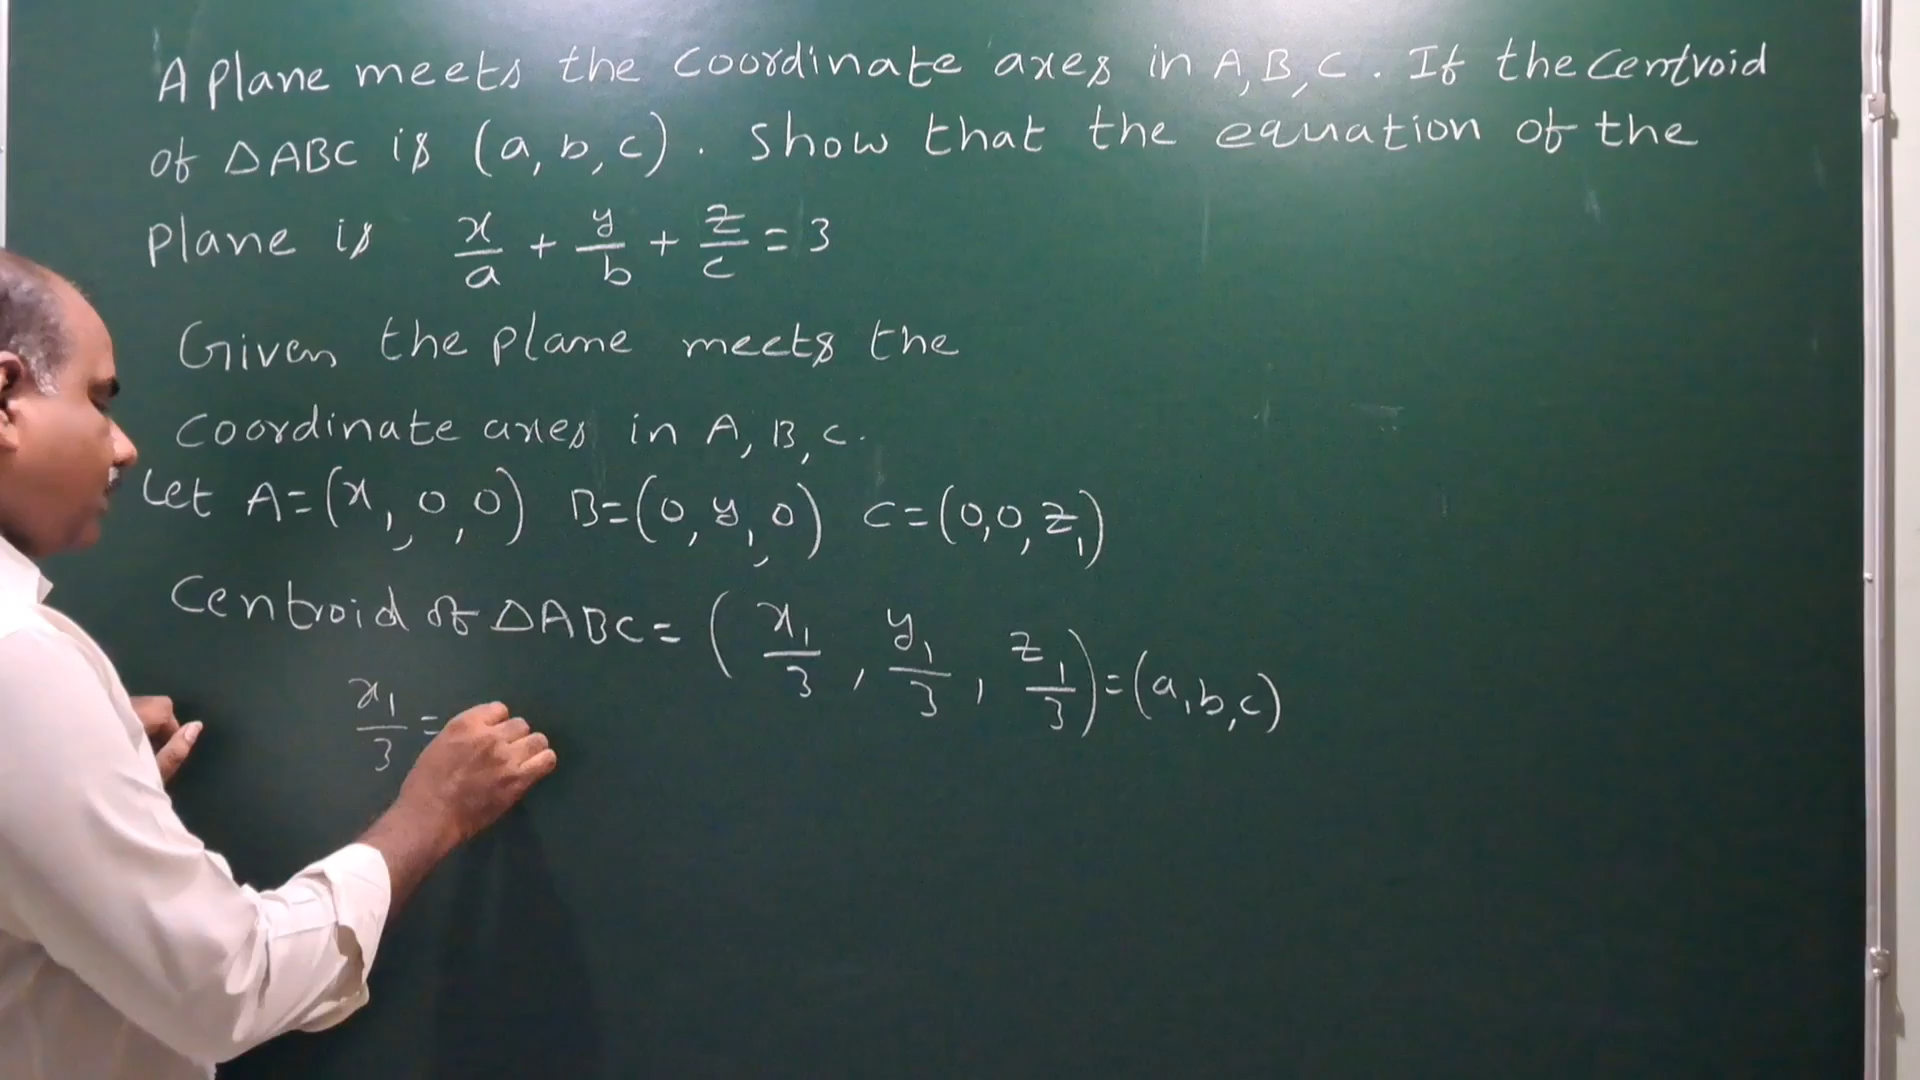 A plane meets the coordinate axes in A, B, C. If the centroid
of △ABC is (a, b, c). Show that the equation of the
plane is x/a + y/b + z/c = 3
Given the plane meets the
coordinate axes in A, B, C.
Let A=(x₁, 0, 0) B=(0, y₁, 0) C=(0, 0, z₁)
Centroid of △ABC = (x₁/3, y₁/3, z₁/3) = (a, b, c)
x₁/3 =